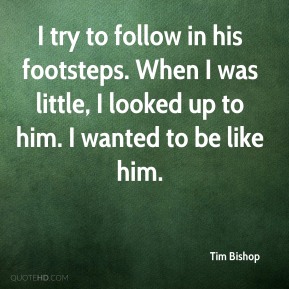 I try to follow in his
footsteps. When I was
little, I looked up to
him. I wanted to be like
him.
Tim Bishop
QUOTEHD.COM